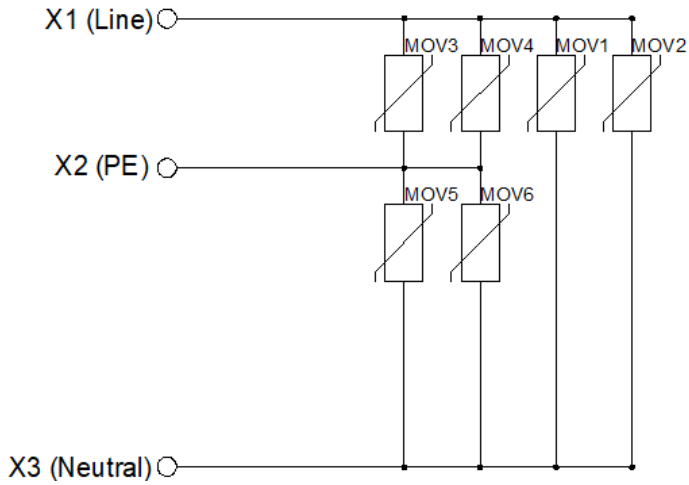 X1 (Line)
MOV3 MOV4 MOV1 MOV2
X2 (PE)
MOV5 MOV6
X3 (Neutral)